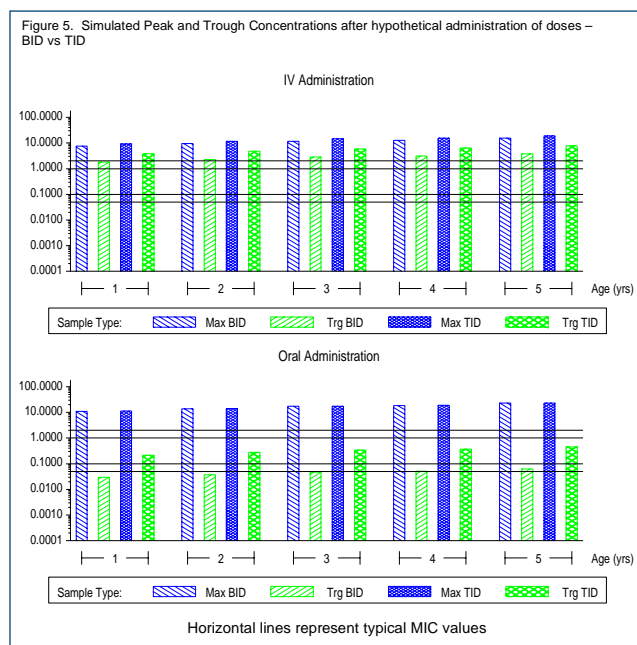 Figure 5. Simulated Peak and Trough Concentrations after hypothetical administration of doses –
BID vs TID
IV Administration
100.0000
10.0000
1.0000
0.1000
0.0100
0.0010
0.0001
1 2 3 4 5 Age (yrs)
Sample Type: Max BID Trg BID Max TID Trg TID
Oral Administration
100.0000
10.0000
1.0000
0.1000
0.0100
0.0010
0.0001
1 2 3 4 5 Age (yrs)
Sample Type: Max BID Trg BID Max TID Trg TID
Horizontal lines represent typical MIC values